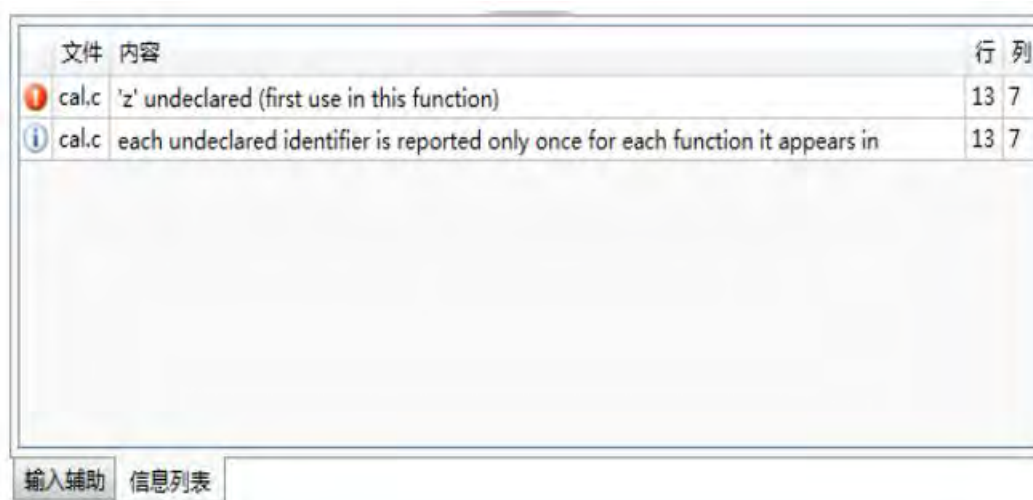 文件 内容 行 列
cal.c 'z' undeclared (first use in this function) 13 7
cal.c each undeclared identifier is reported only once for each function it appears in 13 7
输入辅助 信息列表